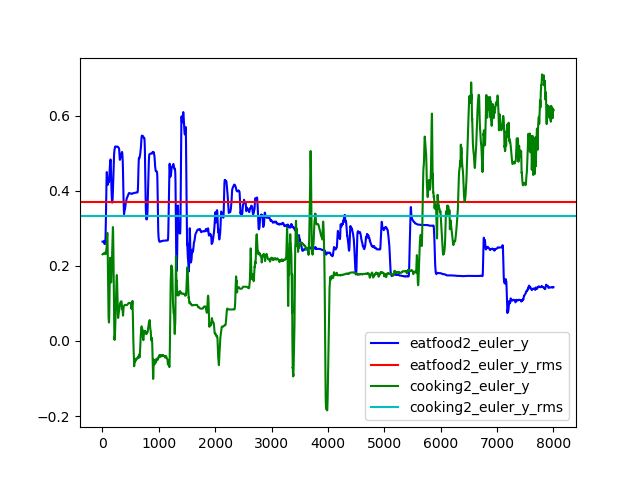 0.6
0.4
0.2
0.0
−0.2
0 1000 2000 3000 4000 5000 6000 7000 8000
eatfood2_euler_y
eatfood2_euler_y_rms
cooking2_euler_y
cooking2_euler_y_rms